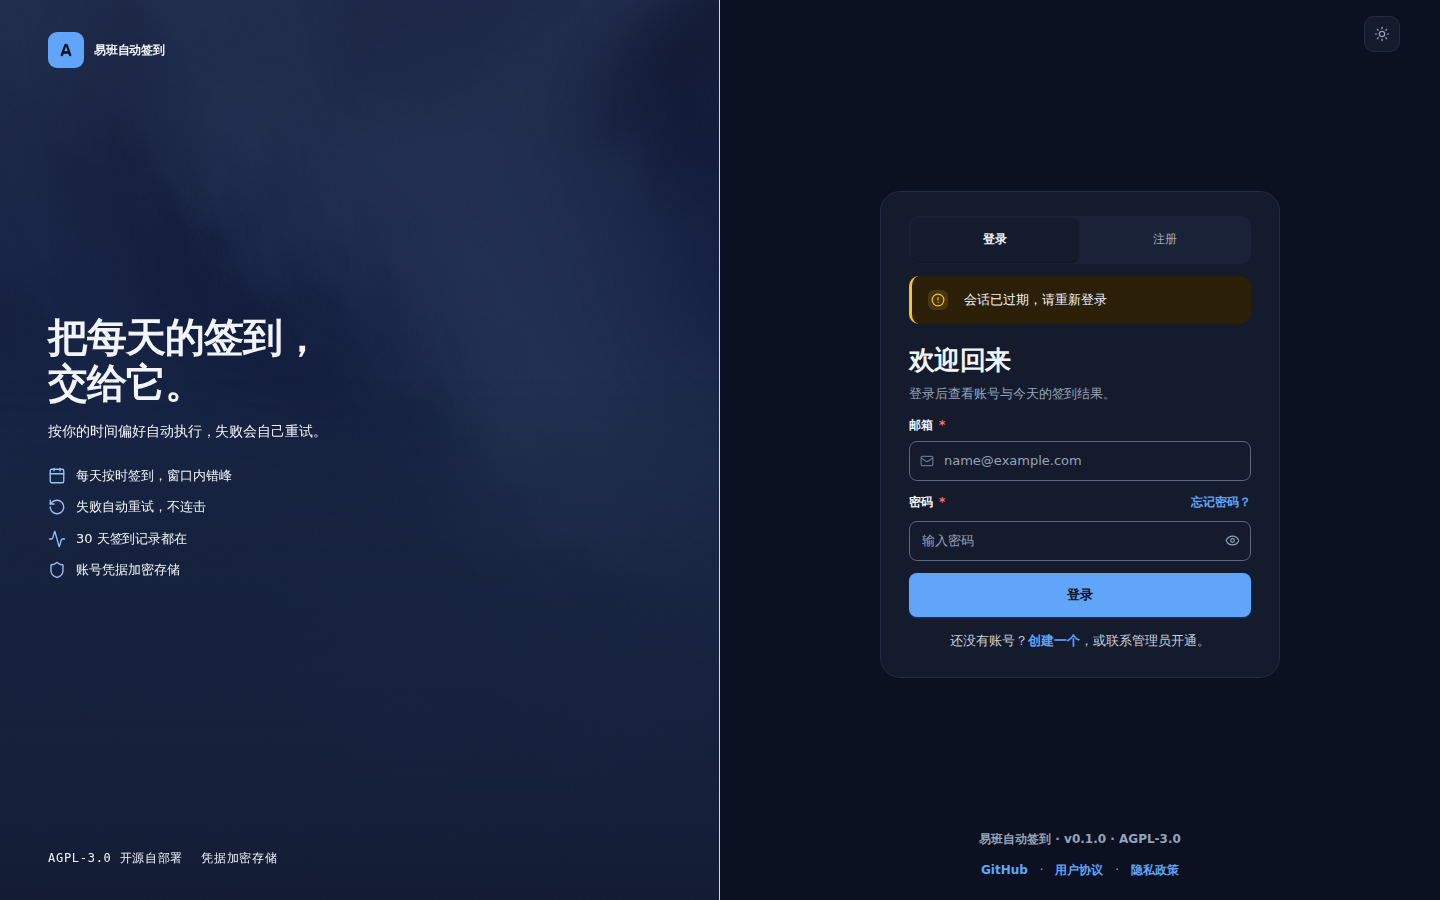 A 易班自动签到
把每天的签到，
交给它。
按你的时间偏好自动执行，失败会自己重试。
每天按时签到，窗口内错峰
失败自动重试，不连击
30 天签到记录都在
账号凭据加密存储
AGPL-3.0 开源自部署 凭据加密存储
登录 注册
会话已过期，请重新登录
欢迎回来
登录后查看账号与今天的签到结果。
邮箱 *
name@example.com
密码 * 忘记密码？
输入密码
登录
还没有账号？创建一个，或联系管理员开通。
易班自动签到 · v0.1.0 · AGPL-3.0
GitHub · 用户协议 · 隐私政策